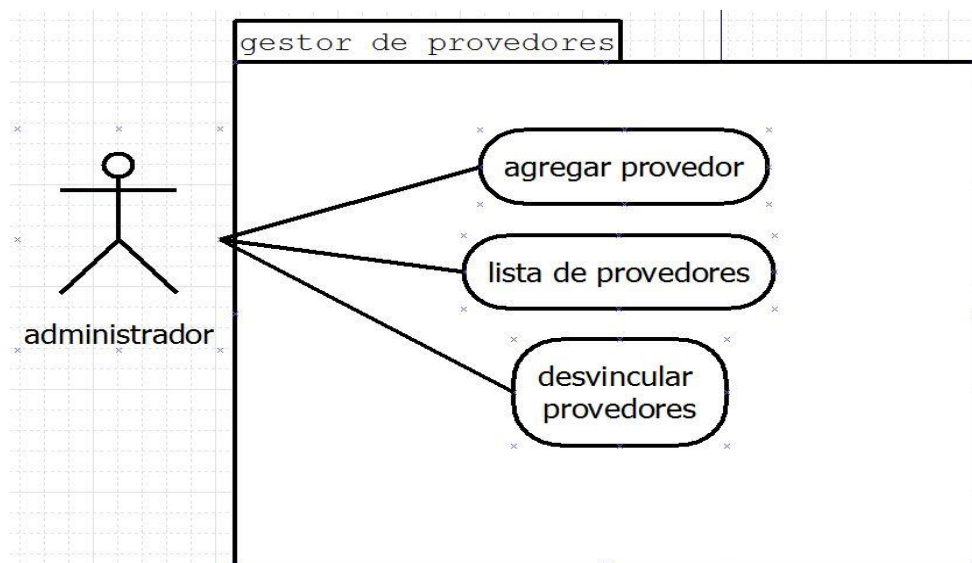 gestor de provedores
agregar provedor
lista de provedores
administrador
desvincular
provedores